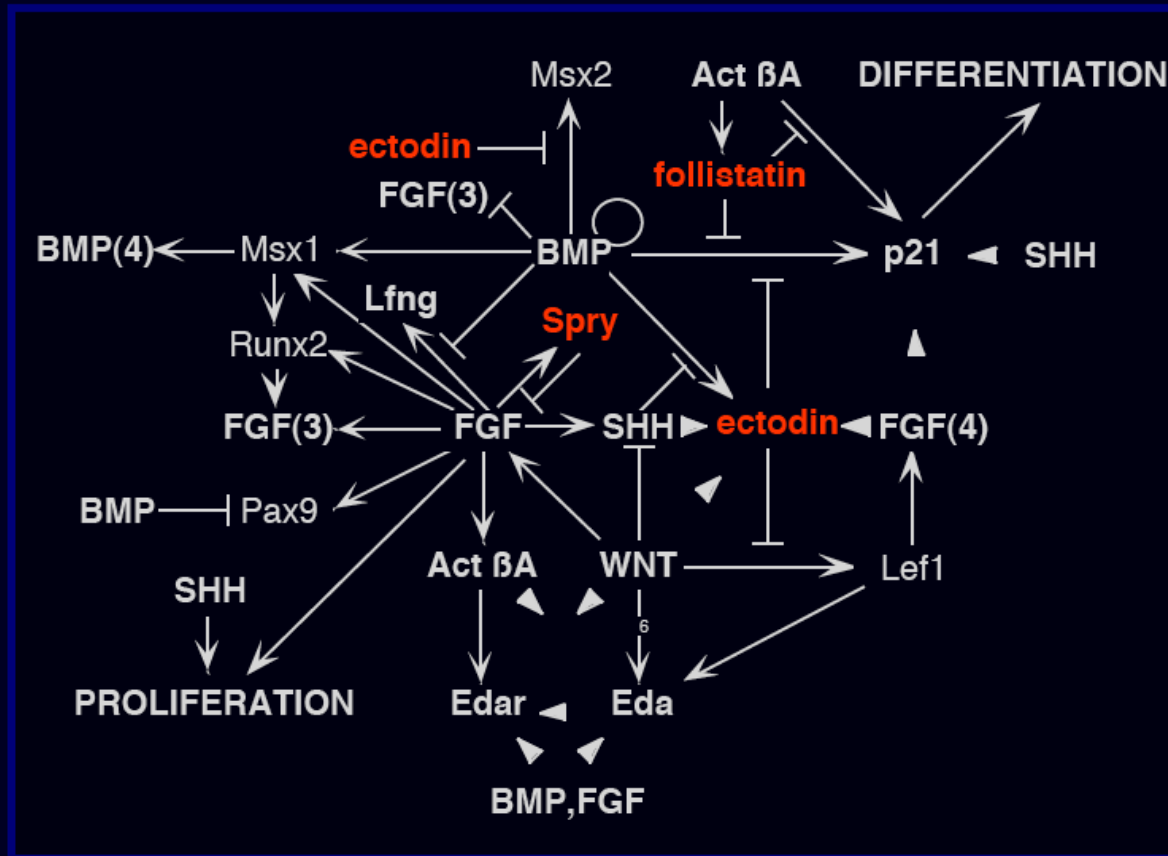 Msx2
Act ßA
DIFFERENTIATION
ectodin
follistatin
FGF(3)
BMP(4)
Msx1
BMP
p21
SHH
Lfng
Spry
Runx2
FGF(3)
FGF
SHH
ectodin
FGF(4)
BMP
Pax9
Act ßA
WNT
Lef1
SHH
6
PROLIFERATION
Edar
Eda
BMP,FGF